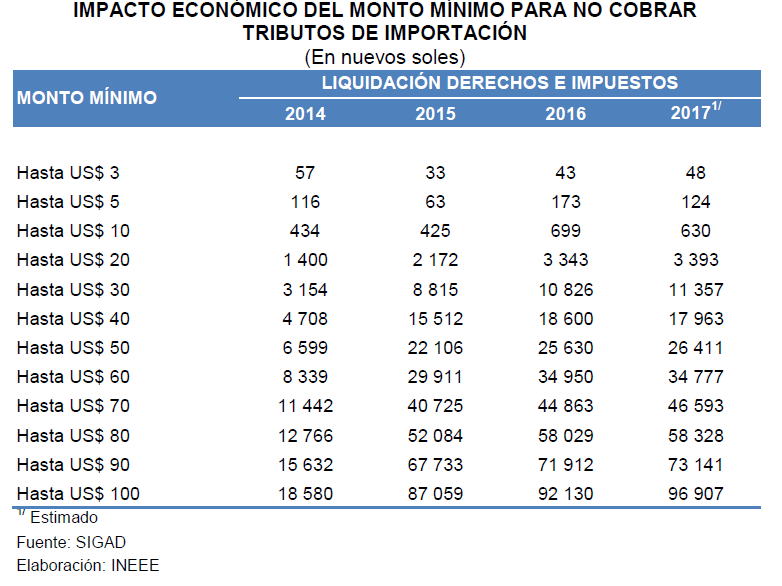 IMPACTO ECONÓMICO DEL MONTO MÍNIMO PARA NO COBRAR
TRIBUTOS DE IMPORTACIÓN
(En nuevos soles)
MONTO MÍNIMO
LIQUIDACIÓN DERECHOS E IMPUESTOS
2014 2015 2016 2017 1/
Hasta US$ 3 57 33 43 48
Hasta US$ 5 116 63 173 124
Hasta US$ 10 434 425 699 630
Hasta US$ 20 1 400 2 172 3 343 3 393
Hasta US$ 30 3 154 8 815 10 826 11 357
Hasta US$ 40 4 708 15 512 18 600 17 963
Hasta US$ 50 6 599 22 106 25 630 26 411
Hasta US$ 60 8 339 29 911 34 950 34 777
Hasta US$ 70 11 442 40 725 44 863 46 593
Hasta US$ 80 12 766 52 084 58 029 58 328
Hasta US$ 90 15 632 67 733 71 912 73 141
Hasta US$ 100 18 580 87 059 92 130 96 907
1/ Estimado
Fuente: SIGAD
Elaboración: INEEE